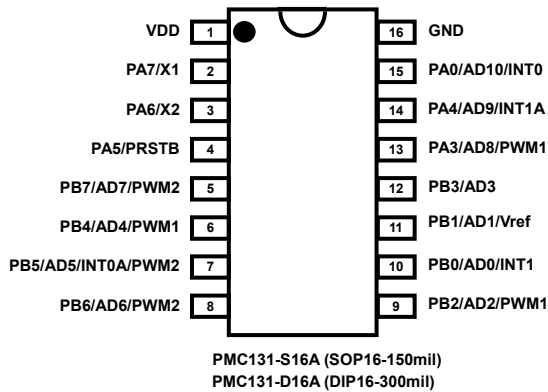 VDD 1 16 GND
PA7/X1 2 15 PA0/AD10/INT0
PA6/X2 3 14 PA4/AD9/INT1A
PA5/PRSTB 4 13 PA3/AD8/PWM1
PB7/AD7/PWM2 5 12 PB3/AD3
PB4/AD4/PWM1 6 11 PB1/AD1/Vref
PB5/AD5/INT0A/PWM2 7 10 PB0/AD0/INT1
PB6/AD6/PWM2 8 9 PB2/AD2/PWM1
PMC131-S16A (SOP16-150mil)
PMC131-D16A (DIP16-300mil)